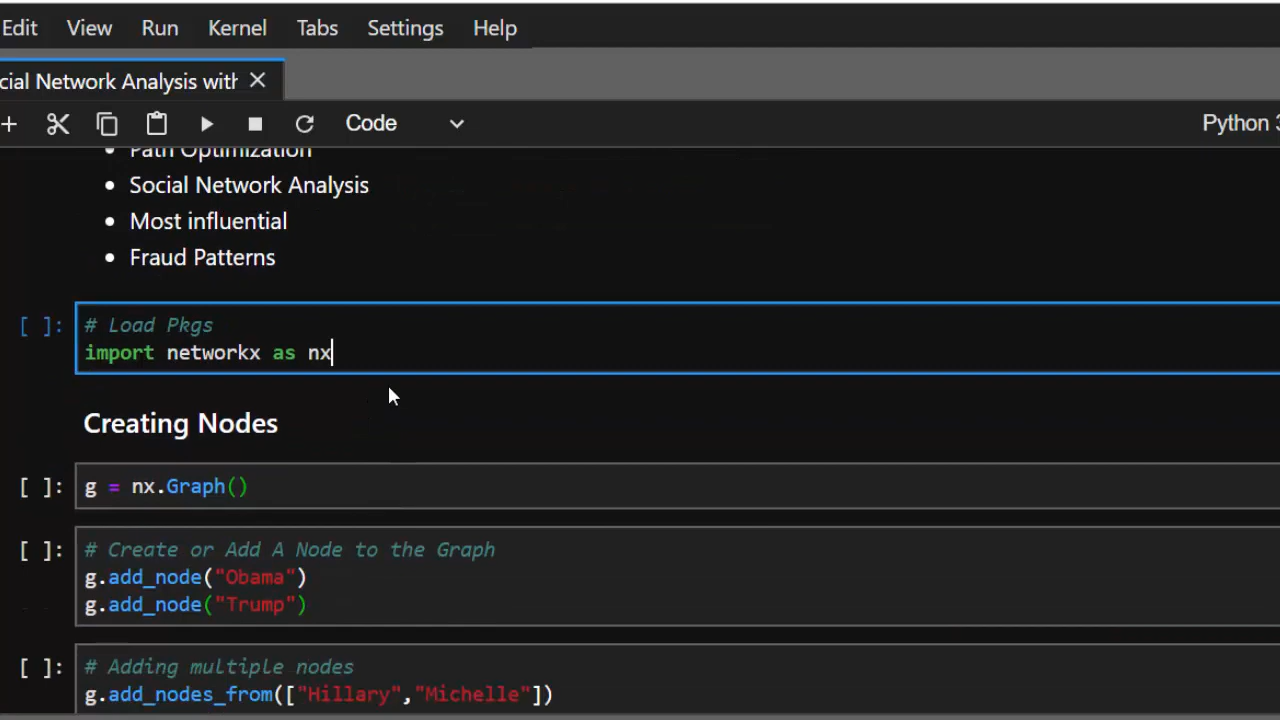 Edit View Run Kernel Tabs Settings Help
cial Network Analysis with
Code
Python 3
Path Optimization
Social Network Analysis
Most influential
Fraud Patterns
[ ]: # Load Pkgs
import networkx as nx
Creating Nodes
[ ]: g = nx.Graph()
[ ]: # Create or Add A Node to the Graph
g.add_node("Obama")
g.add_node("Trump")
[ ]: # Adding multiple nodes
g.add_nodes_from(["Hillary","Michelle"])